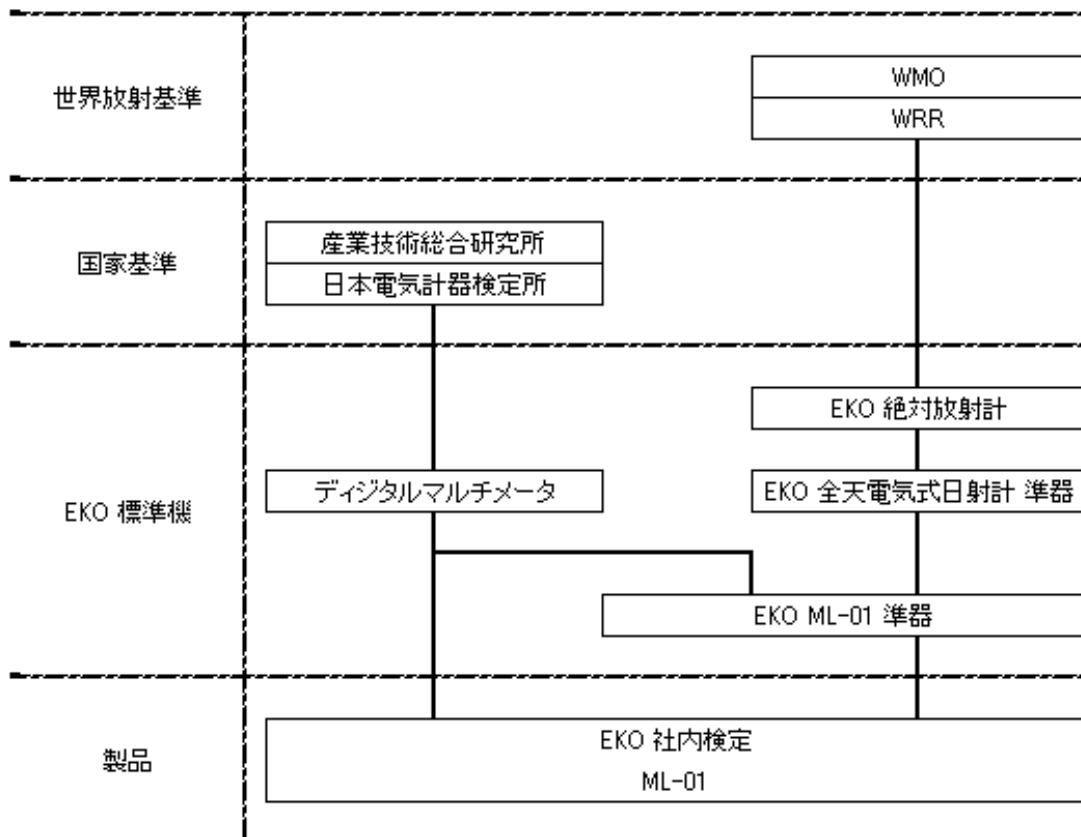 世界放射基準
WMO
WRR
国家基準
産業技術総合研究所
日本電気計器検定所
EKO 標準機
EKO 絶対放射計
ディジタルマルチメータ
EKO 全天電気式日射計 準器
EKO ML-01 準器
製品
EKO 社内検定
ML-01